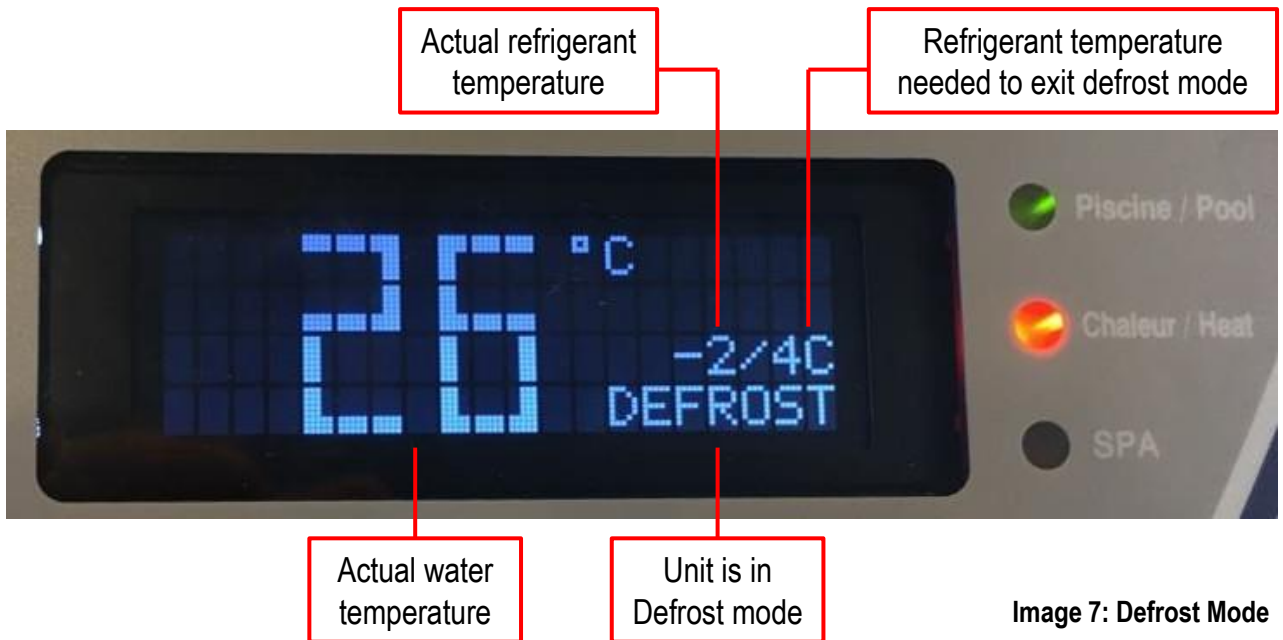 Actual refrigerant
temperature
Refrigerant temperature
needed to exit defrost mode
26 °C
-2/4C
DEFROST
Piscine / Pool
Chaleur / Heat
SPA
Actual water
temperature
Unit is in
Defrost mode
Image 7: Defrost Mode